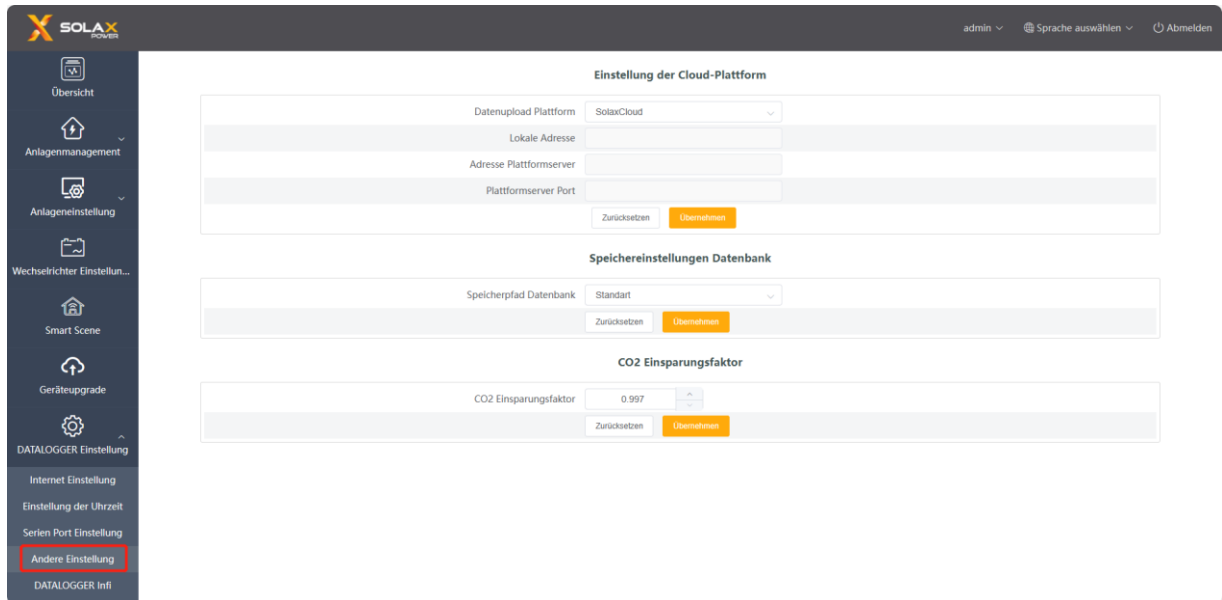 SOLAX
POWER
admin
Sprache auswählen
Abmelden
Übersicht
Anlagenmanagement
Anlageneinstellung
Wechselrichter Einstellun...
Smart Scene
Geräteupgrade
DATALOGGER Einstellung
Internet Einstellung
Einstellung der Uhrzeit
Serien Port Einstellung
Andere Einstellung
DATALOGGER Infi
Einstellung der Cloud-Plattform
Datenupload Plattform SolaxCloud
Lokale Adresse
Adresse Plattformserver
Plattformserver Port
Zurücksetzen Übernehmen
Speichereinstellungen Datenbank
Speicherpfad Datenbank Standart
Zurücksetzen Übernehmen
CO2 Einsparungsfaktor
CO2 Einsparungsfaktor 0.997
Zurücksetzen Übernehmen